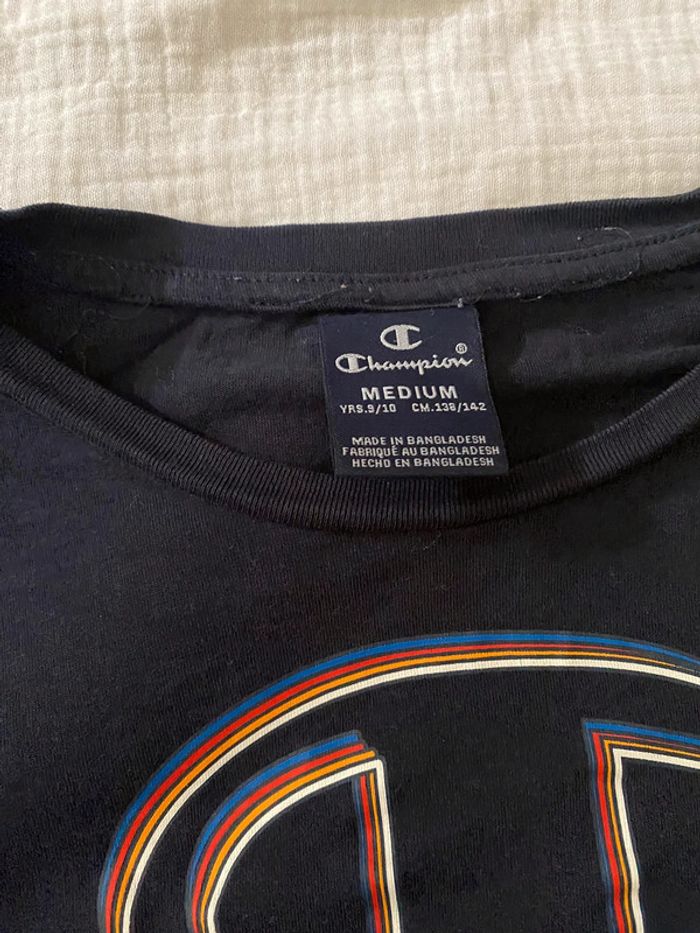 Champion®
MEDIUM
YRS.9/10 CM.138/142
MADE IN BANGLADESH
FABRIQUÉ AU BANGLADESH
HECHO EN BANGLADESH